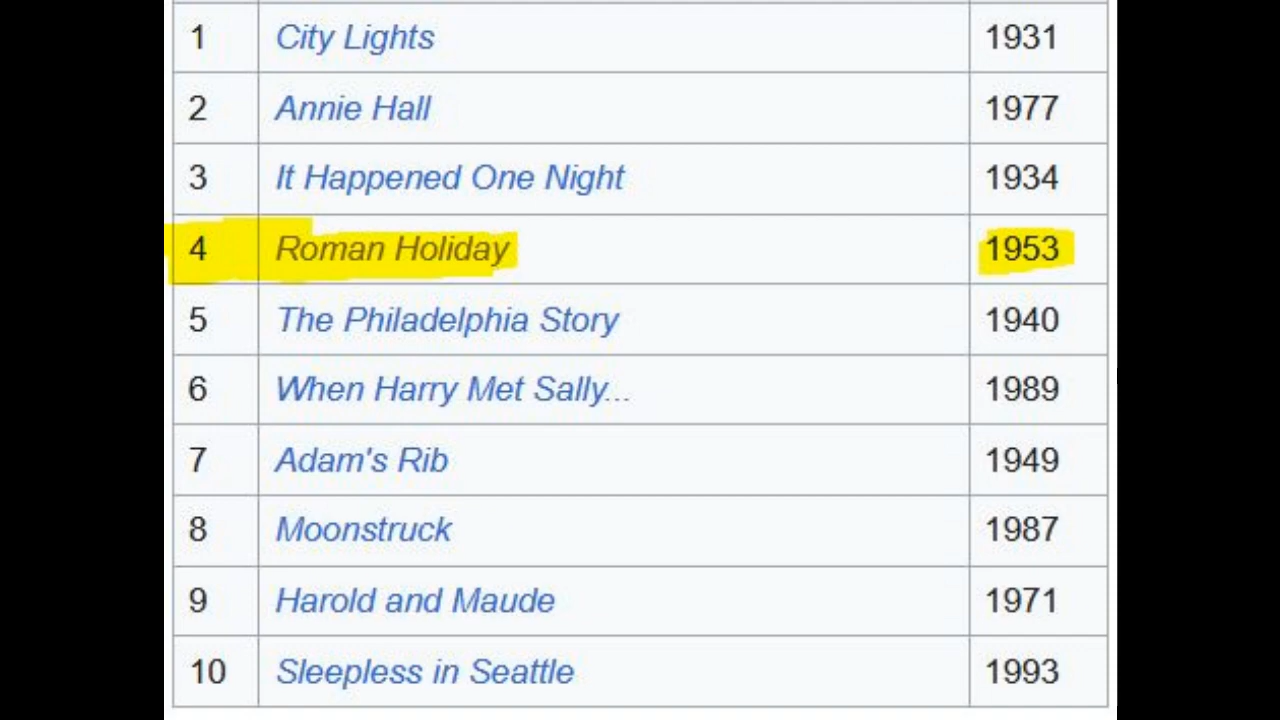 1 City Lights 1931
2 Annie Hall 1977
3 It Happened One Night 1934
4 Roman Holiday 1953
5 The Philadelphia Story 1940
6 When Harry Met Sally... 1989
7 Adam's Rib 1949
8 Moonstruck 1987
9 Harold and Maude 1971
10 Sleepless in Seattle 1993